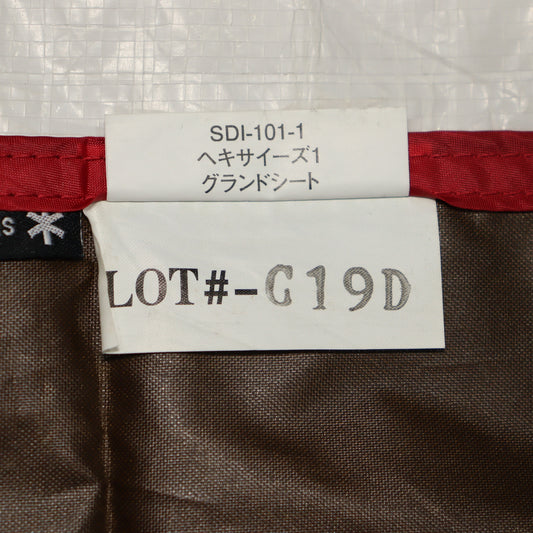 SDI-101-1
ヘキサイーズ1
グランドシート
S
LOT#-G19D